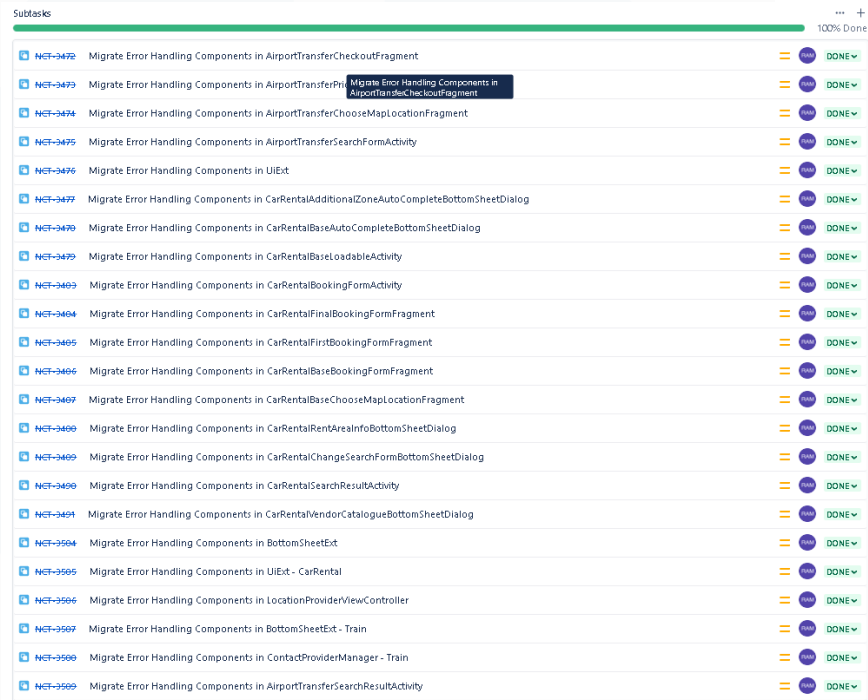 Subtasks
100% Done
NCT-3472 Migrate Error Handling Components in AirportTransferCheckoutFragment DONE
NCT-3473 Migrate Error Handling Components in DONE
Migrate Error Handling Components in
AirportTransferCheckoutFragment
NCT-3474 Migrate Error Handling Components in AirportTransferChooseMapLocationFragment DONE
NCT-3475 Migrate Error Handling Components in AirportTransferSearchFormActivity DONE
NCT-3476 Migrate Error Handling Components in UiExt DONE
NCT-3477 Migrate Error Handling Components in CarRentalAdditionalZoneAutoCompleteBottomSheetDialog DONE
NCT-3478 Migrate Error Handling Components in CarRentalBaseAutoCompleteBottomSheetDialog DONE
NCT-3479 Migrate Error Handling Components in CarRentalBaseLoadableActivity DONE
NCT-3483 Migrate Error Handling Components in CarRentalBookingFormActivity DONE
NCT-3484 Migrate Error Handling Components in CarRentalFinalBookingFormFragment DONE
NCT-3485 Migrate Error Handling Components in CarRentalFirstBookingFormFragment DONE
NCT-3486 Migrate Error Handling Components in CarRentalBaseBookingFormFragment DONE
NCT-3487 Migrate Error Handling Components in CarRentalBaseChooseMapLocationFragment DONE
NCT-3488 Migrate Error Handling Components in CarRentalRentAreaInfoBottomSheetDialog DONE
NCT-3489 Migrate Error Handling Components in CarRentalChangeSearchFormBottomSheetDialog DONE
NCT-3490 Migrate Error Handling Components in CarRentalSearchResultActivity DONE
NCT-3491 Migrate Error Handling Components in CarRentalVendorCatalogueBottomSheetDialog DONE
NCT-3504 Migrate Error Handling Components in BottomSheetExt DONE
NCT-3505 Migrate Error Handling Components in UiExt - CarRental DONE
NCT-3506 Migrate Error Handling Components in LocationProviderViewController DONE
NCT-3507 Migrate Error Handling Components in BottomSheetExt - Train DONE
NCT-3508 Migrate Error Handling Components in ContactProviderManager - Train DONE
NCT-3509 Migrate Error Handling Components in AirportTransferSearchResultActivity DONE